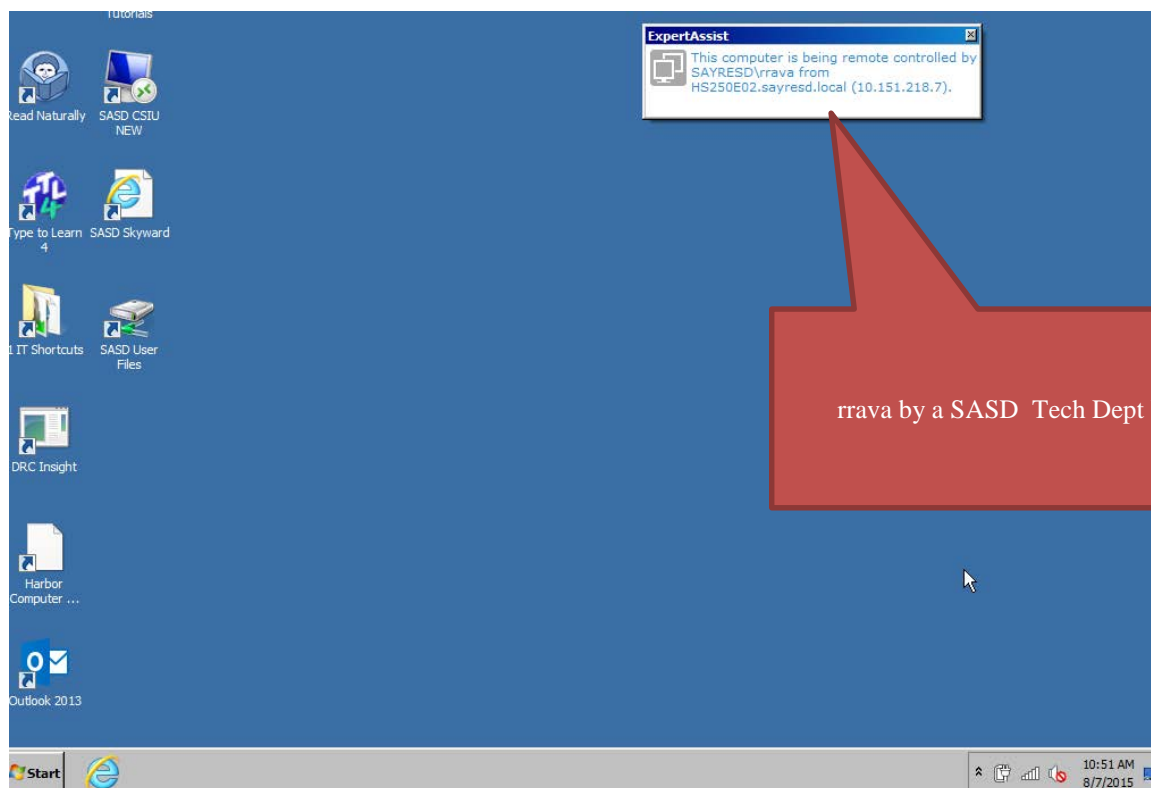 Tutorials
Read Naturally
SASD CSIU
NEW
Type to Learn
4
SASD Skyward
1 IT Shortcuts
SASD User
Files
DRC Insight
Harbor
Computer ...
Outlook 2013
ExpertAssist
This computer is being remote controlled by
SAYRESD\rrava from
HS250E02.sayresd.local (10.151.218.7).
rrava by a SASD Tech Dept
Start
10:51 AM
8/7/2015